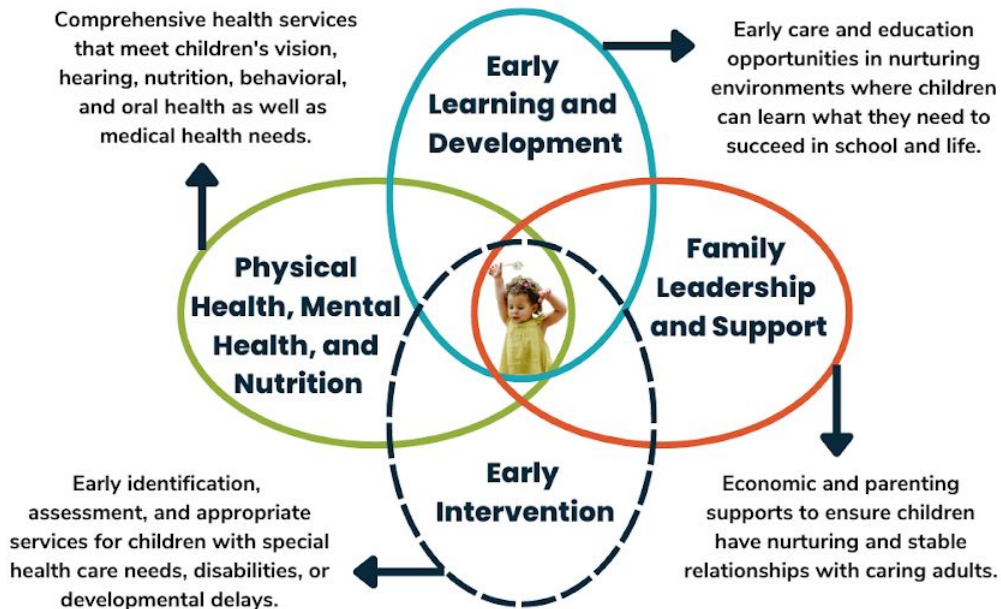 Comprehensive health services
that meet children's vision,
hearing, nutrition, behavioral,
and oral health as well as
medical health needs.
Early
Learning and
Development
Early care and education
opportunities in nurturing
environments where children
can learn what they need to
succeed in school and life.
Physical
Health, Mental
Health, and
Nutrition
Family
Leadership
and Support
Early
Intervention
Early identification,
assessment, and appropriate
services for children with special
health care needs, disabilities, or
developmental delays.
Economic and parenting
supports to ensure children
have nurturing and stable
relationships with caring adults.